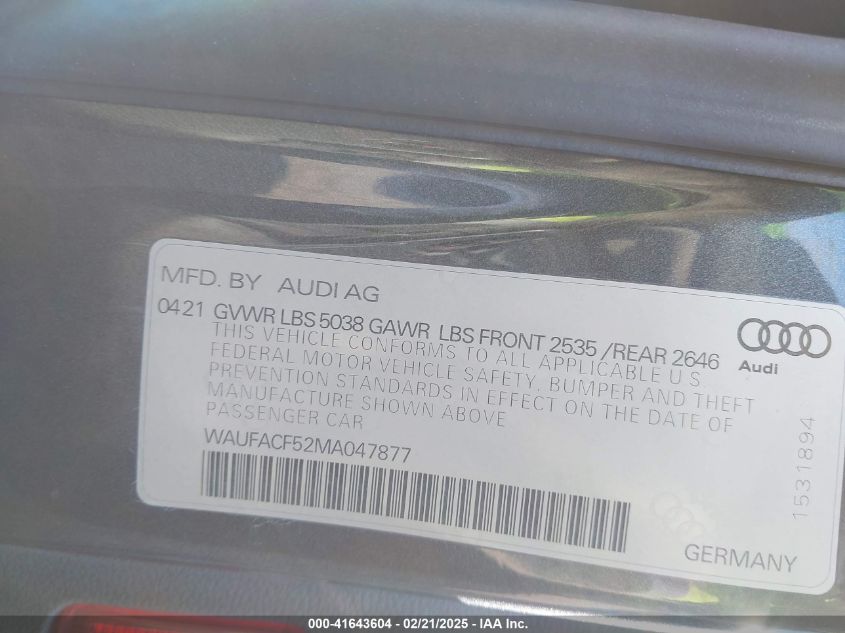 MFD. BY AUDI AG
0421 GVWR LBS 5038 GAWR LBS FRONT 2535 /REAR 2646
THIS VEHICLE CONFORMS TO ALL APPLICABLE U.S.
FEDERAL MOTOR VEHICLE SAFETY, BUMPER AND THEFT
PREVENTION STANDARDS IN EFFECT ON THE DATE OF
MANUFACTURE SHOWN ABOVE
PASSENGER CAR
WAUFACF52MA047877
Audi
1531894
GERMANY
000-41643604 / 02/21/2025 - IAA Inc.